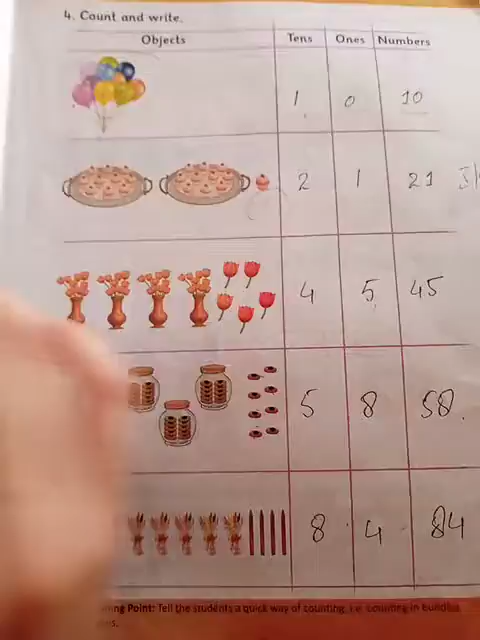 4. Count and write.
Objects Tens Ones Numbers
1 0 10
2 1 21
4 5 45
5 8 58
8 4 84
Point: Tell the students a quick way of counting, i.e. counting in